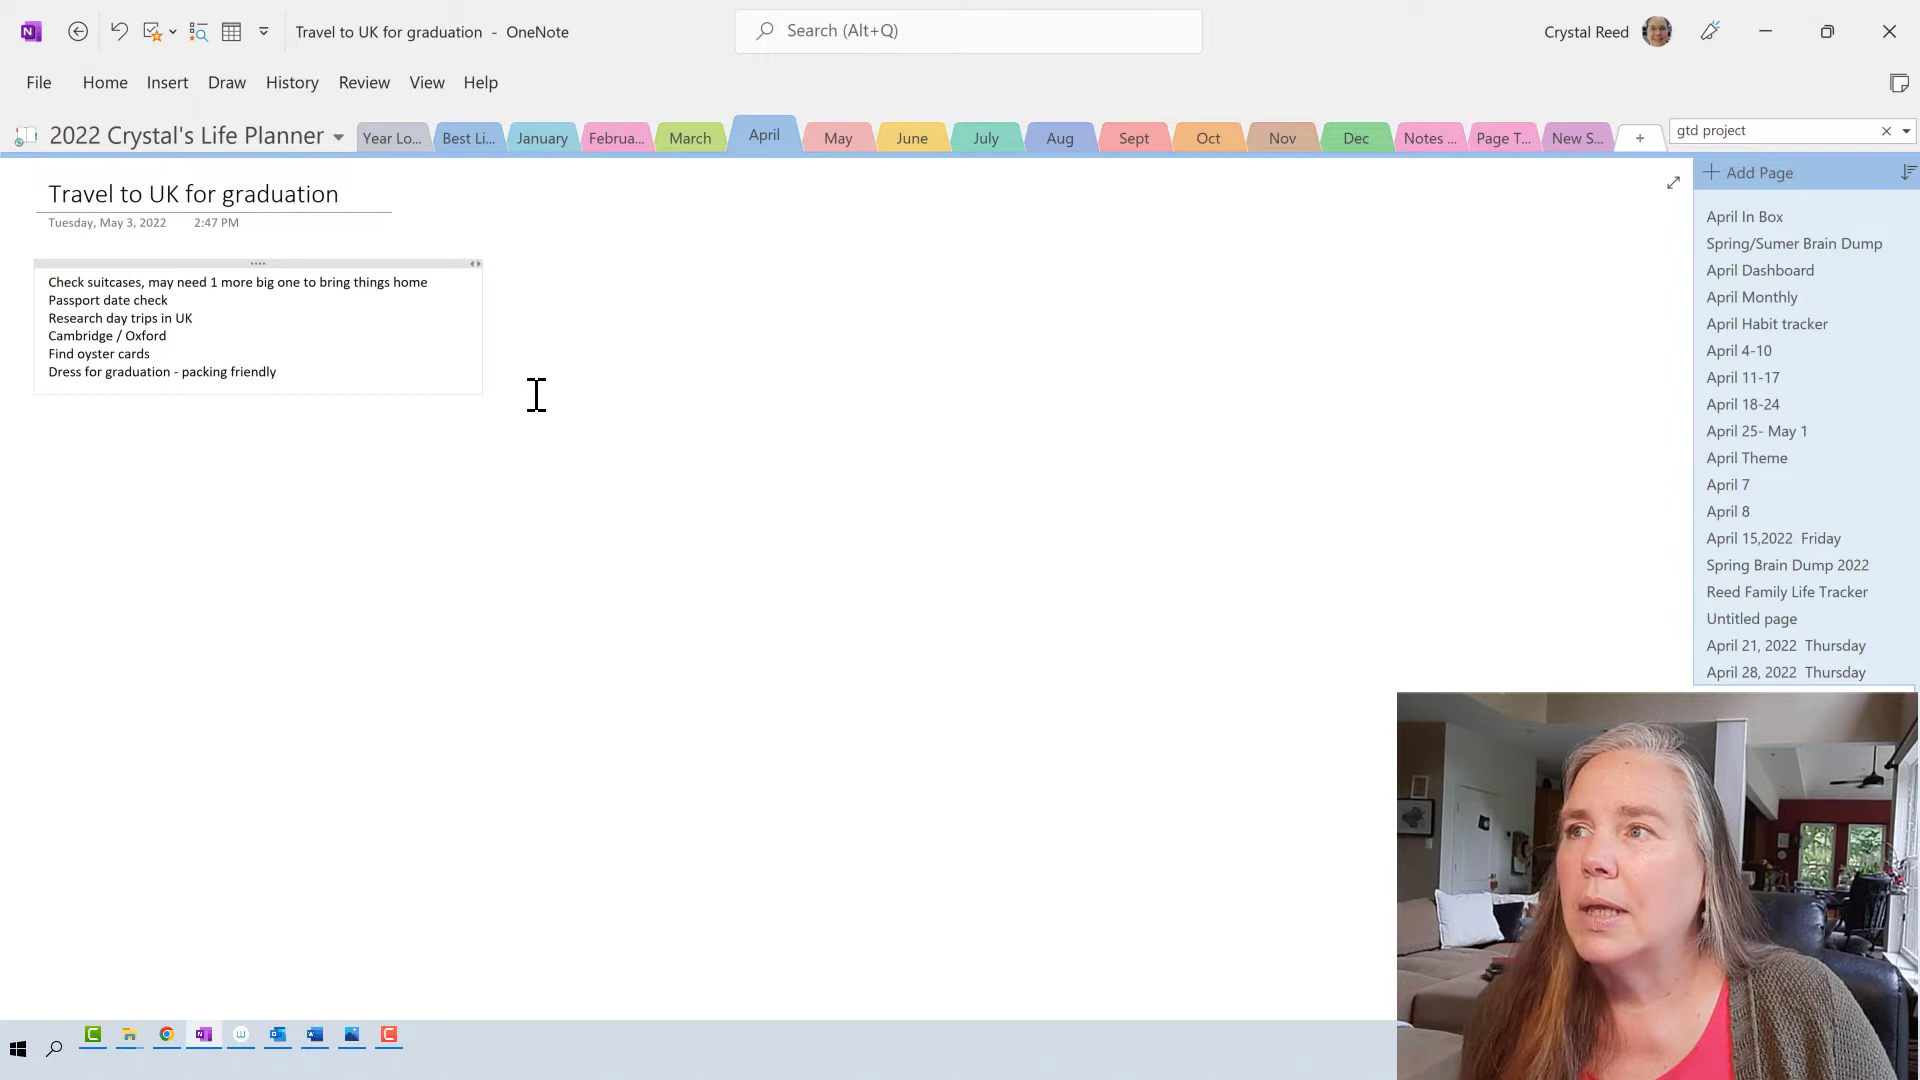 Travel to UK for graduation - OneNote
Search (Alt+Q)
Crystal Reed
File Home Insert Draw History Review View Help
2022 Crystal's Life Planner
Year Lo...
Best Li...
January
Februa...
March
April
May
June
July
Aug
Sept
Oct
Nov
Dec
Notes ...
Page T...
New S...
+
gtd project
Travel to UK for graduation
Tuesday, May 3, 2022 2:47 PM
Check suitcases, may need 1 more big one to bring things home
Passport date check
Research day trips in UK
Cambridge / Oxford
Find oyster cards
Dress for graduation - packing friendly
Add Page
April In Box
Spring/Sumer Brain Dump
April Dashboard
April Monthly
April Habit tracker
April 4-10
April 11-17
April 18-24
April 25- May 1
April Theme
April 7
April 8
April 15,2022 Friday
Spring Brain Dump 2022
Reed Family Life Tracker
Untitled page
April 21, 2022 Thursday
April 28, 2022 Thursday